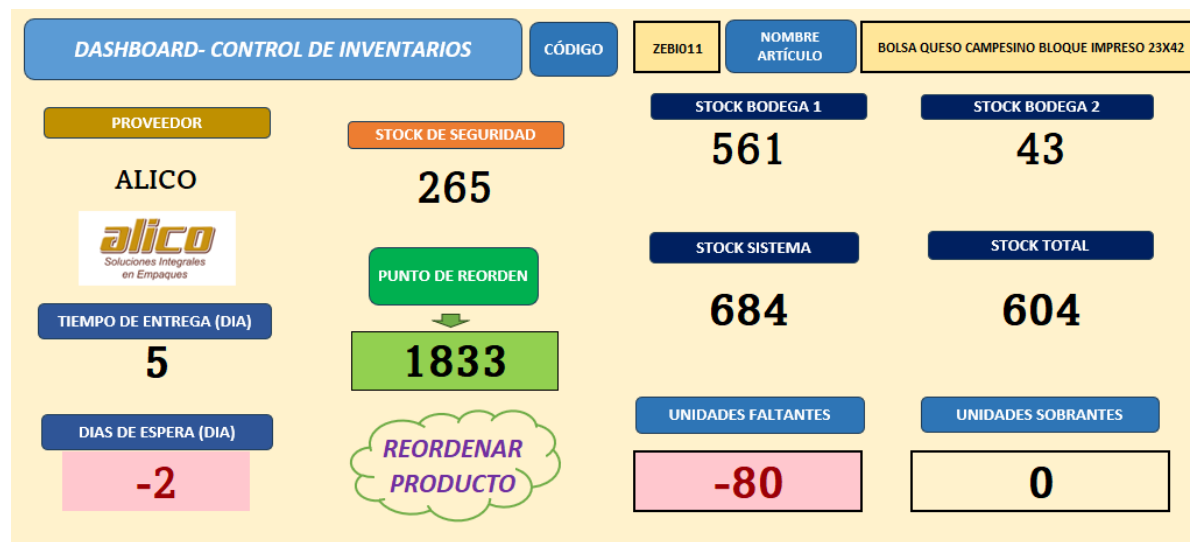 DASHBOARD- CONTROL DE INVENTARIOS
CÓDIGO
ZEBI011
NOMBRE
ARTÍCULO
BOLSA QUESO CAMPESINO BLOQUE IMPRESO 23X42
PROVEEDOR
ALICO
alico
Soluciones Integrales
en Empaques
TIEMPO DE ENTREGA (DIA)
5
DIAS DE ESPERA (DIA)
-2
STOCK DE SEGURIDAD
265
PUNTO DE REORDEN
1833
REORDENAR
PRODUCTO
STOCK BODEGA 1
561
STOCK BODEGA 2
43
STOCK SISTEMA
684
STOCK TOTAL
604
UNIDADES FALTANTES
-80
UNIDADES SOBRANTES
0